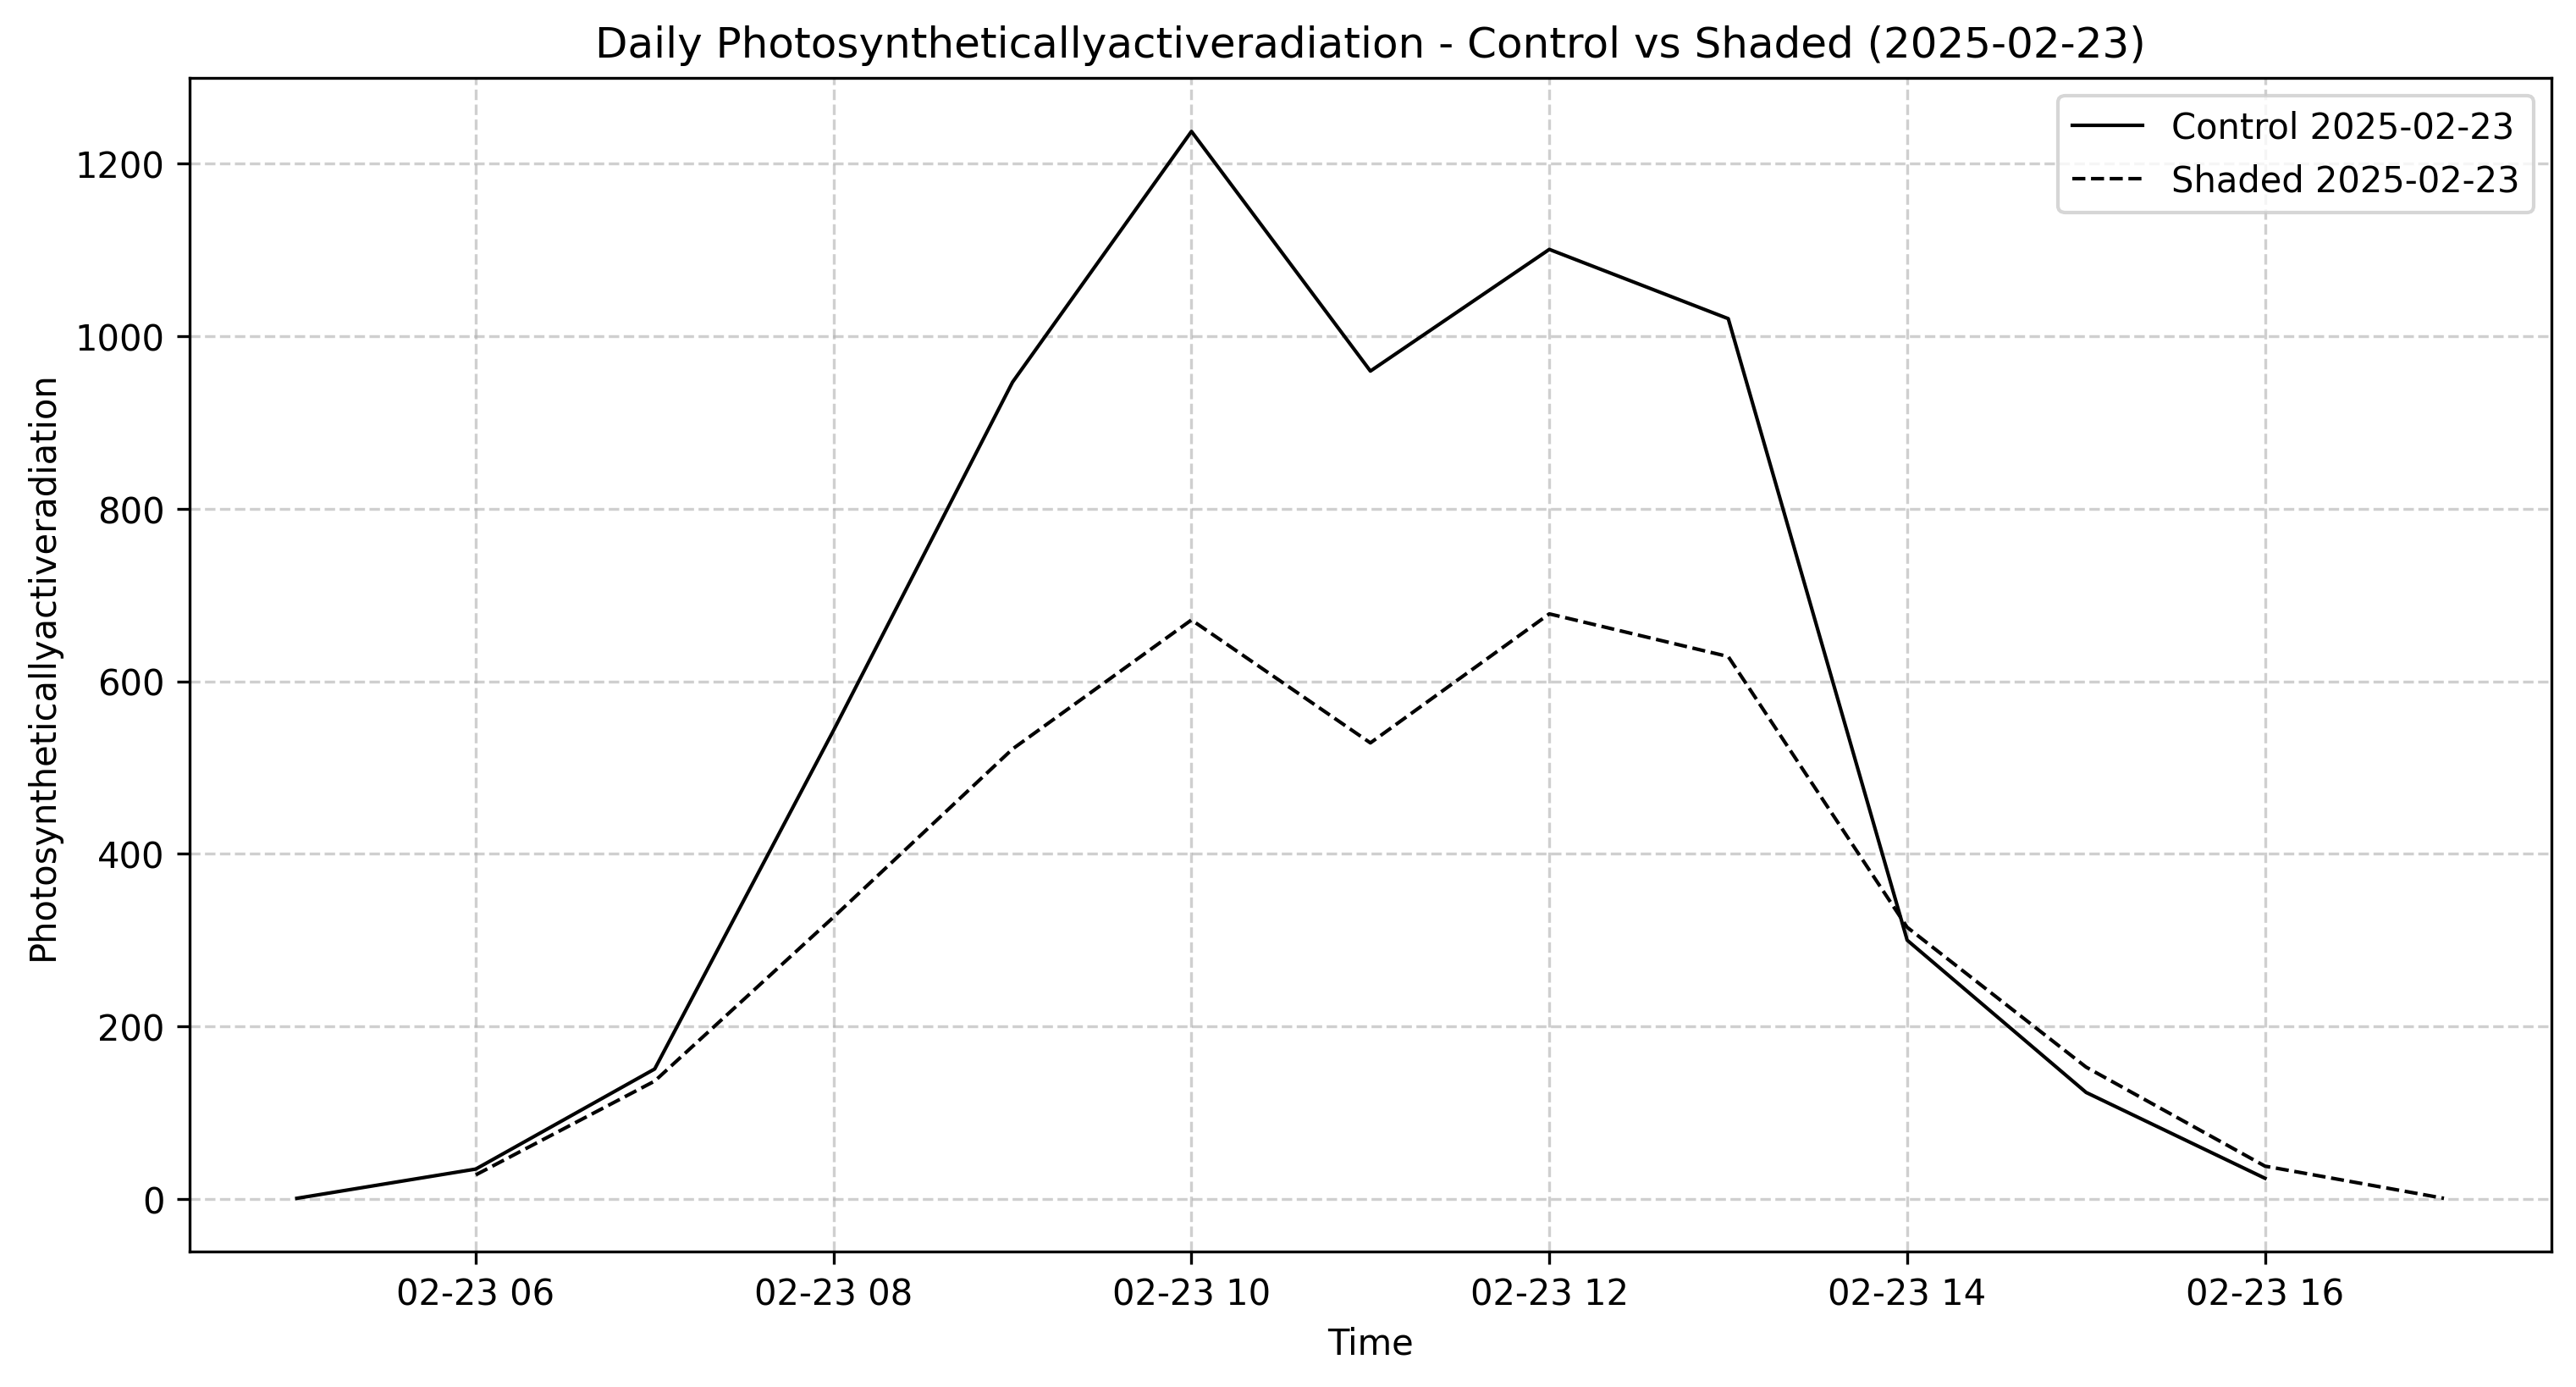 Daily Photosyntheticallyactiveradiation - Control vs Shaded (2025-02-23)
Control 2025-02-23
Shaded 2025-02-23
Photosyntheticallyactiveradiation
1200
1000
800
600
400
200
0
02-23 06
02-23 08
02-23 10
02-23 12
02-23 14
02-23 16
Time